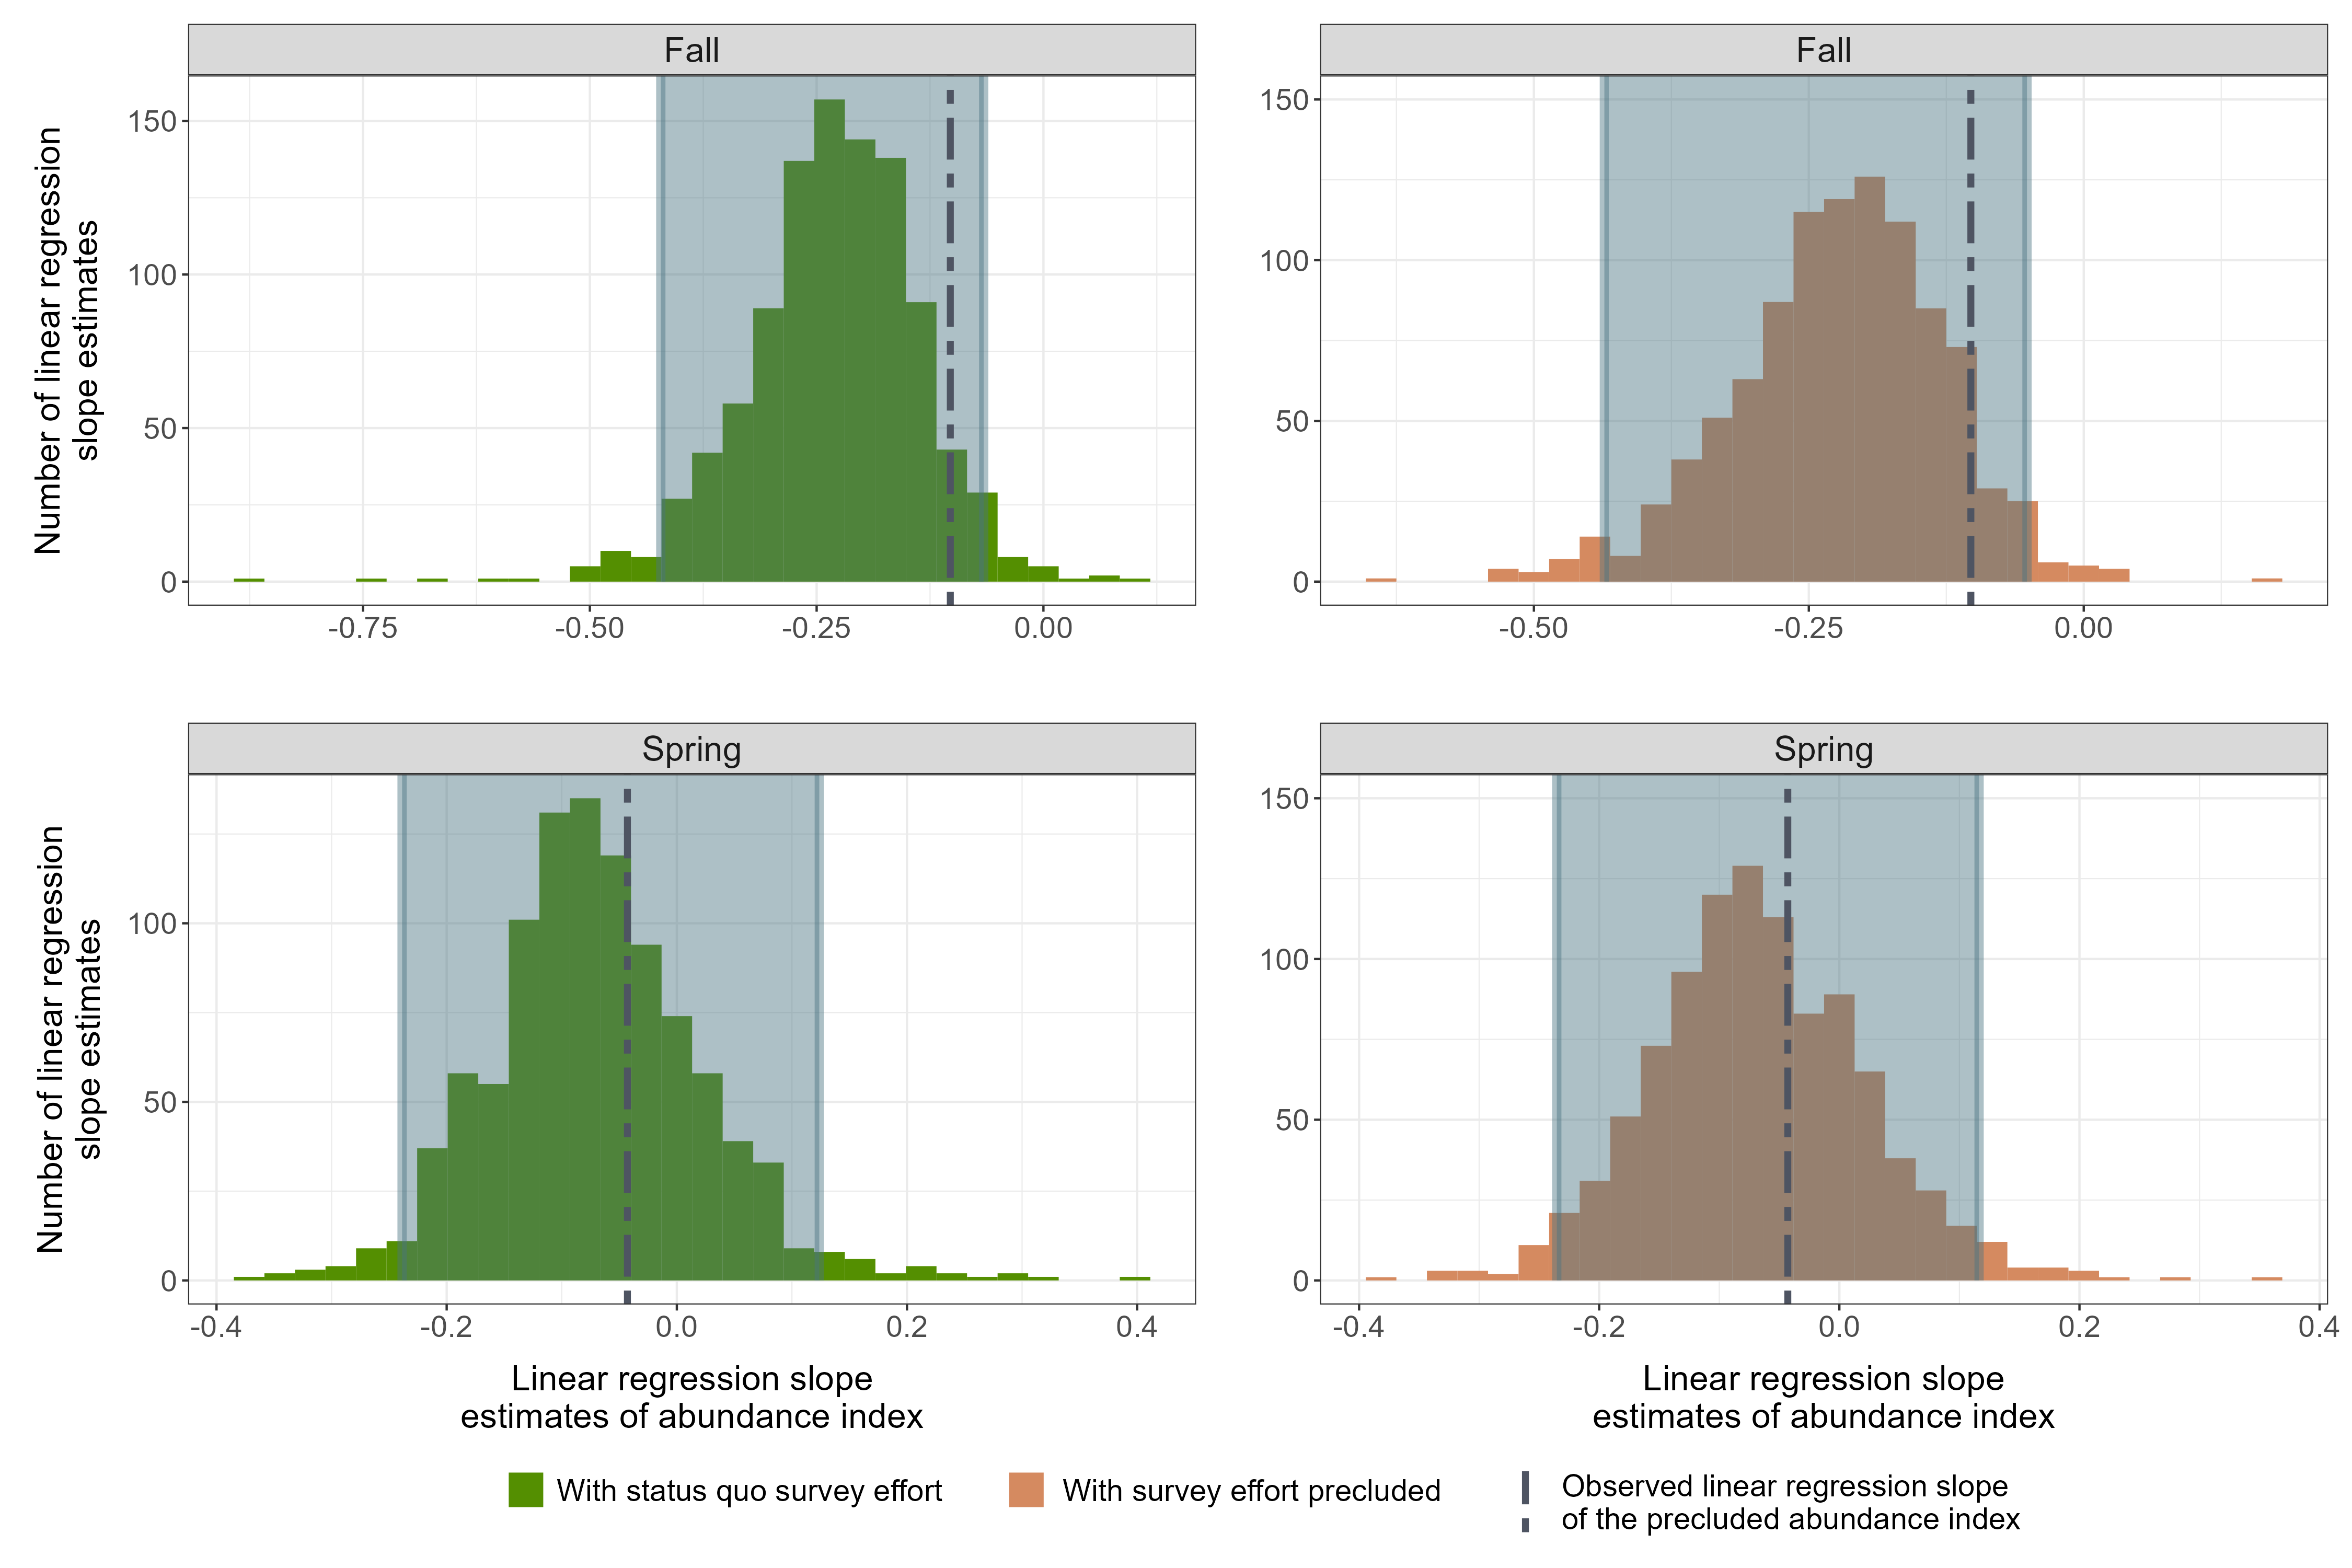 Fall
Fall
Number of linear regression
slope estimates
150
100
50
0
-0.75
-0.50
-0.25
0.00
150
100
50
0
-0.50
-0.25
0.00
Spring
Spring
Number of linear regression
slope estimates
100
50
0
-0.4
-0.2
0.0
0.2
0.4
150
100
50
0
-0.4
-0.2
0.0
0.2
0.4
Linear regression slope
estimates of abundance index
Linear regression slope
estimates of abundance index
With status quo survey effort
With survey effort precluded
Observed linear regression slope
of the precluded abundance index